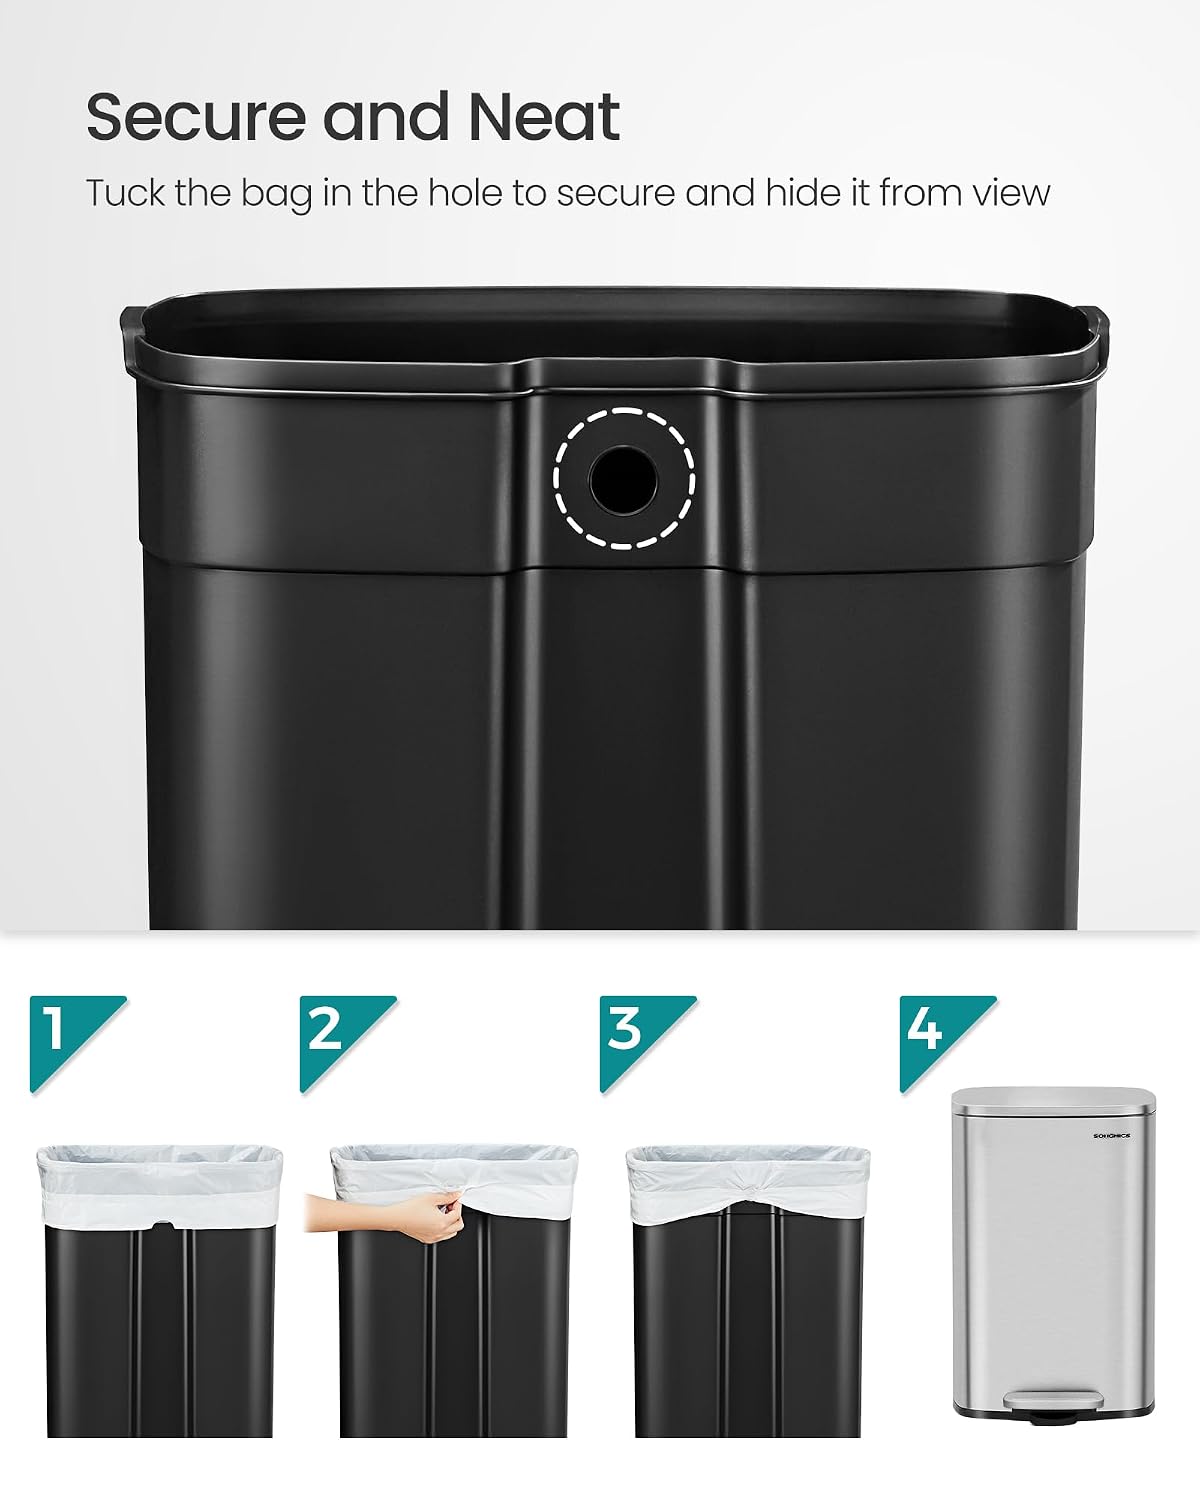 Secure and Neat
Tuck the bag in the hole to secure and hide it from view
1
2
3
4
SONGMICS